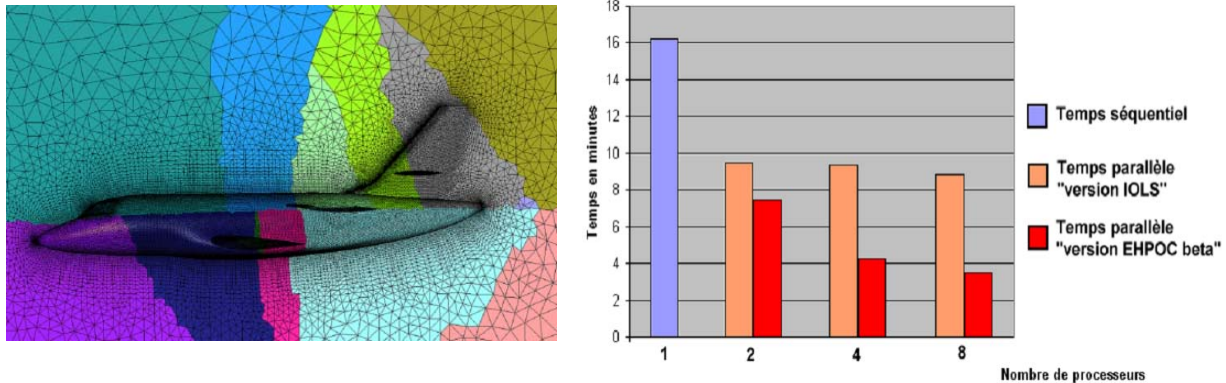 18
16
14
12
10
8
6
4
2
0
Temps en minutes
1
2
4
8
Nombre de processeurs
Temps séquentiel
Temps parallèle
"version IOLS"
Temps parallèle
"version EHPOC beta"